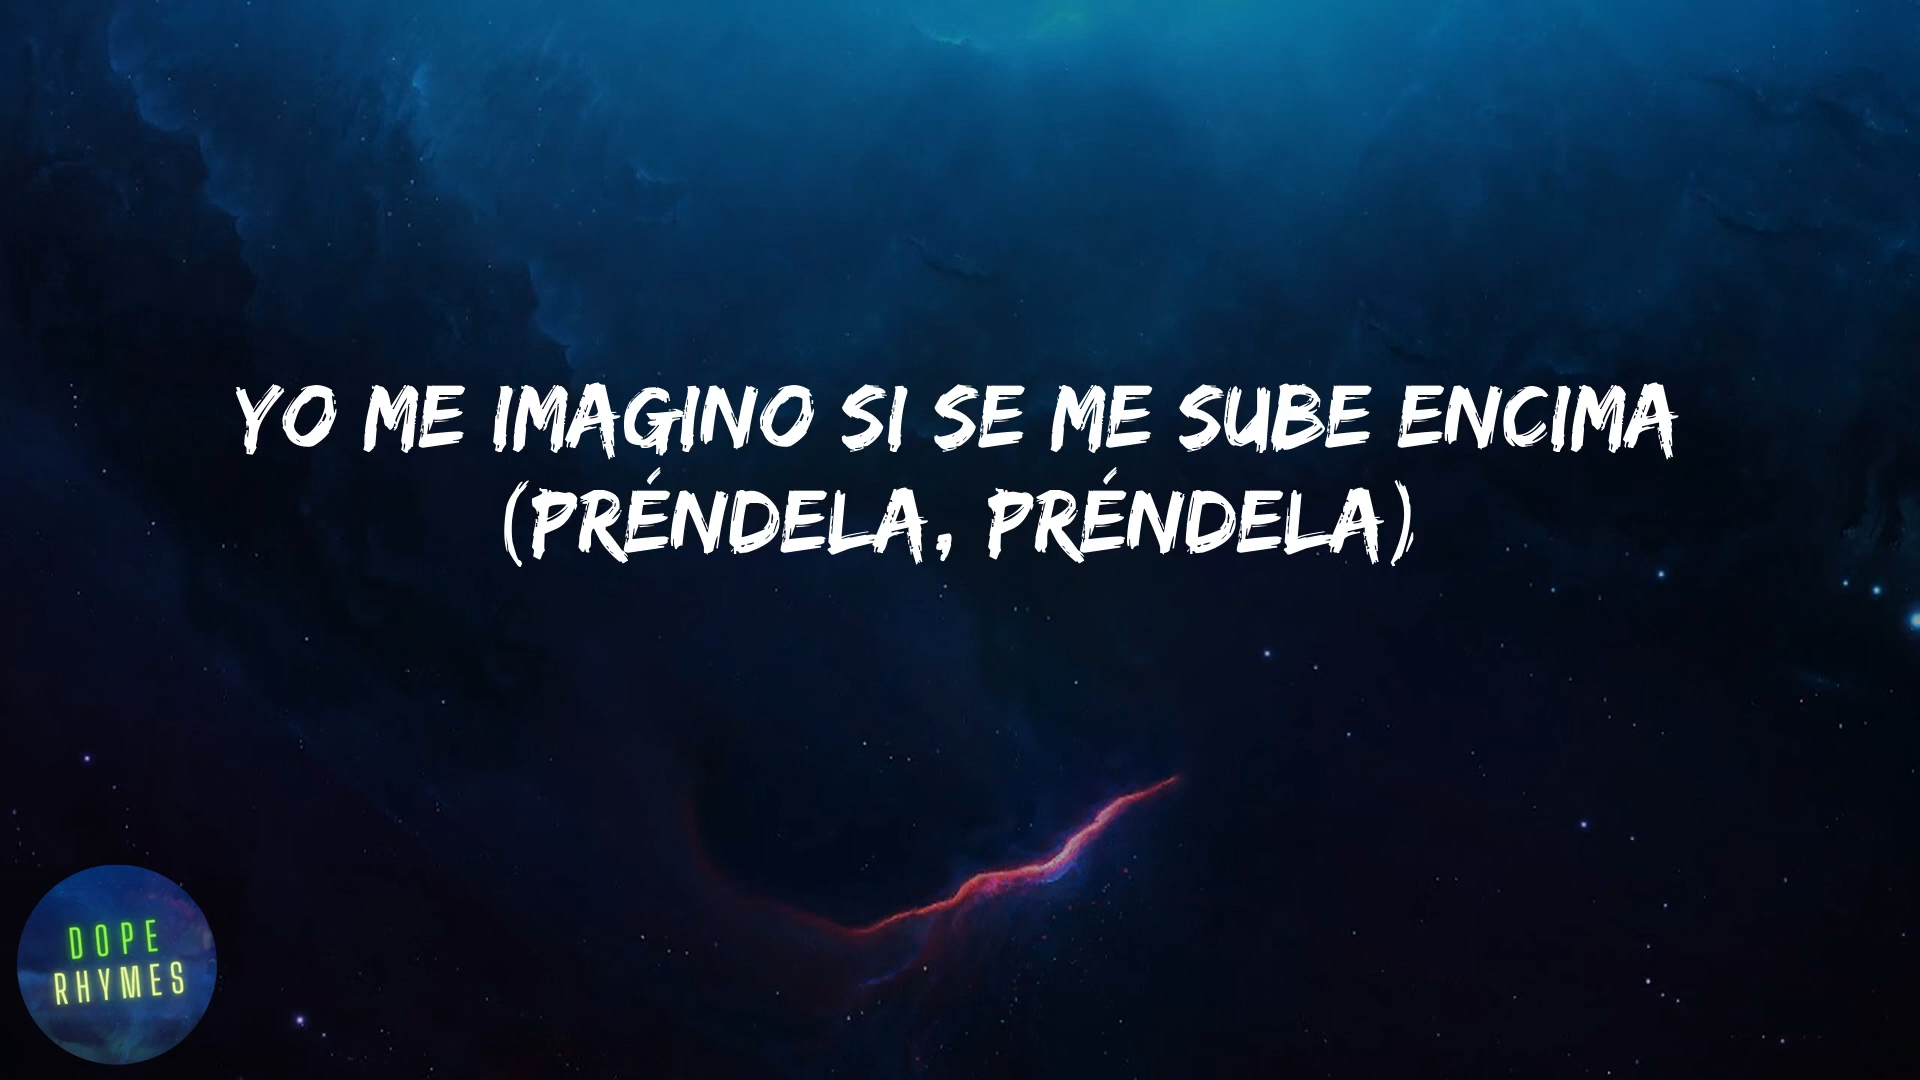 YO ME IMAGINO SI SE ME SUBE ENCIMA
(PRÉNDELA, PRÉNDELA)
DOPE
RHYMES